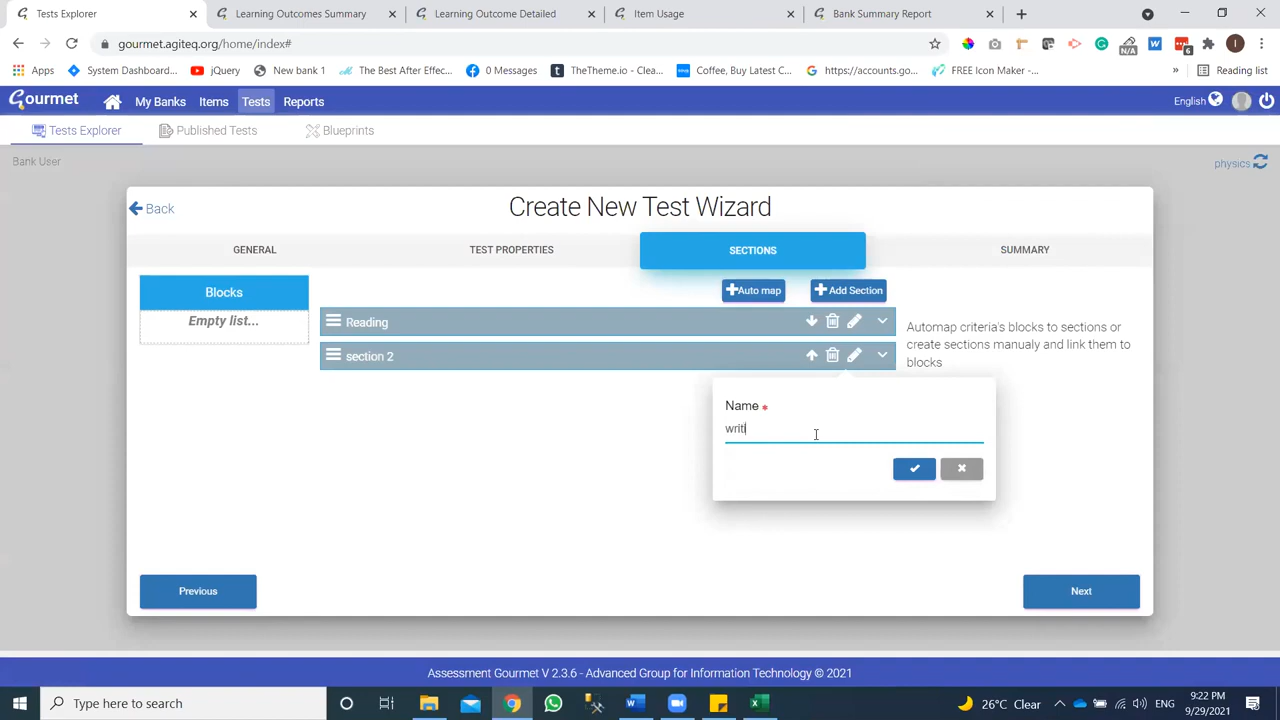 Tests Explorer
Learning Outcomes Summary
Learning Outcome Detailed
Item Usage
Bank Summary Report
gourmet.agiteq.org/home/index#
N/A
6
I
Apps
System Dashboard...
jQuery
New bank 1
The Best After Effec...
0 Messages
TheTheme.io - Clea...
Coffee, Buy Latest C...
https://accounts.go...
FREE Icon Maker -...
»
Reading list
Gourmet
My Banks
Items
Tests
Reports
English
Tests Explorer
Published Tests
Blueprints
Bank User
physics
Back
Create New Test Wizard
GENERAL
TEST PROPERTIES
SECTIONS
SUMMARY
Blocks
Empty list...
Auto map
Add Section
Reading
section 2
Automap criteria's blocks to sections or
create sections manualy and link them to
blocks
Name *
writi
Previous
Next
Assessment Gourmet V 2.3.6 - Advanced Group for Information Technology © 2021
Type here to search
26°C Clear
ENG
9:22 PM
9/29/2021